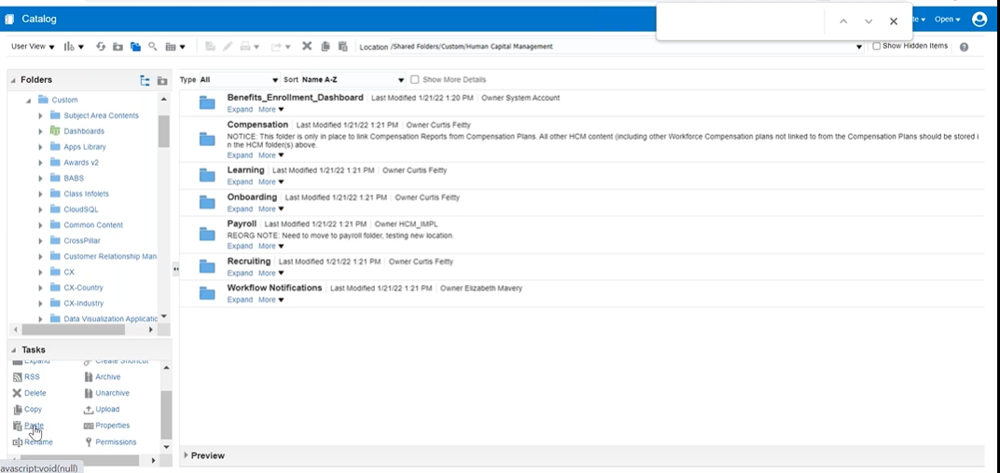 Catalog
Open
User View
Location /Shared Folders/Custom/Human Capital Management
Show Hidden Items
Folders
Type All Sort Name A-Z Show More Details
Custom
Subject Area Contents
Dashboards
Apps Library
Awards v2
BABS
Class Infolets
CloudSQL
Common Content
CrossPillar
Customer Relationship Man
CX
CX-Country
CX-Industry
Data Visualization Applicatic
Benefits_Enrollment_Dashboard Last Modified 1/21/22 1:20 PM Owner System Account
Expand More
Compensation Last Modified 1/21/22 1:21 PM Owner Curtis Feitty
NOTICE: This folder is only in place to link Compensation Reports from Compensation Plans. All other HCM content (including other Workforce Compensation plans not linked to from the Compensation Plans should be stored i
n the HCM folder(s) above.
Expand More
Learning Last Modified 1/21/22 1:21 PM Owner Curtis Feitty
Expand More
Onboarding Last Modified 1/21/22 1:21 PM Owner Curtis Feitty
Expand More
Payroll Last Modified 1/21/22 1:21 PM Owner HCM_IMPL
REORG NOTE: Need to move to payroll folder, testing new location.
Expand More
Recruiting Last Modified 1/21/22 1:21 PM Owner Curtis Feitty
Expand More
Workflow Notifications Last Modified 1/21/22 1:21 PM Owner Elizabeth Mavery
Expand More
Tasks
Expand Create Shortcut
RSS Archive
Delete Unarchive
Copy Upload
Paste Properties
Rename Permissions
avascript:void(null)
Preview